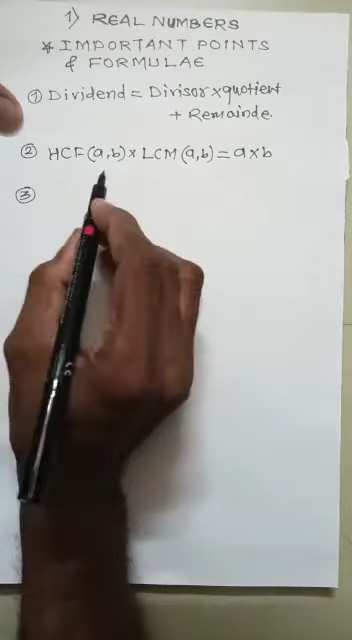 1) REAL NUMBERS
* IMPORTANT POINTS
& FORMULAE
① Dividend = Divisor × quotient
+ Remainde.
② HCF (a,b) × LCM (a,b) = a × b
③